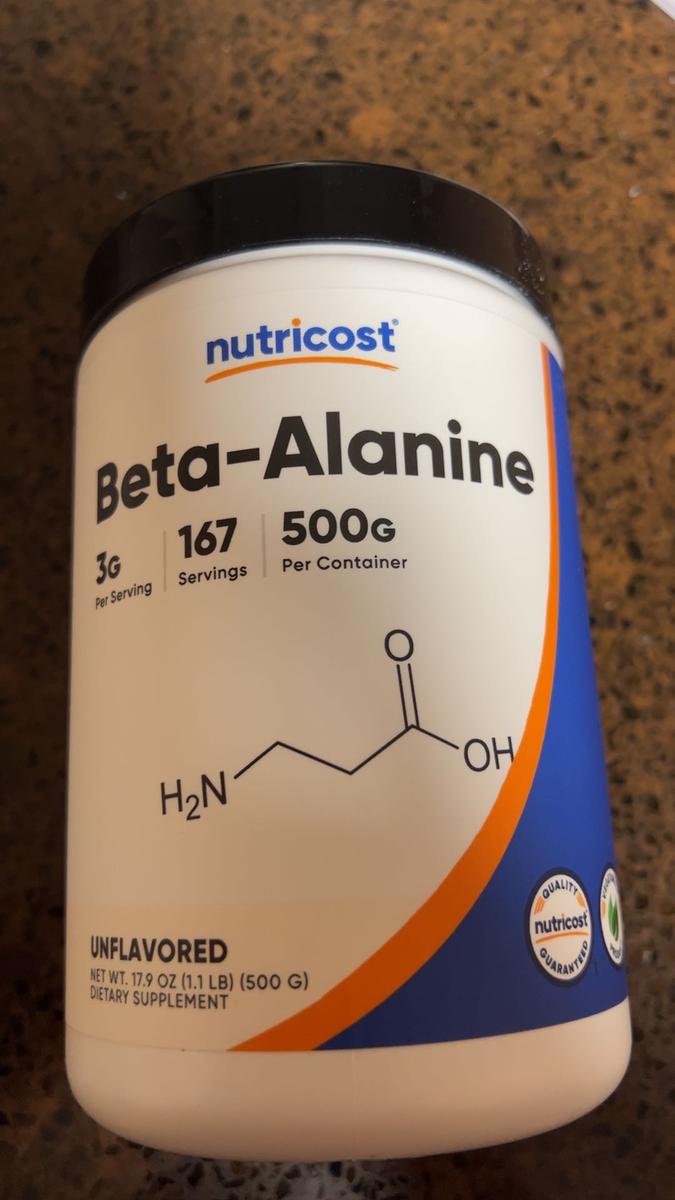 nutricost®
Beta-Alanine
3G
Per Serving
167
Servings
500G
Per Container
O
OH
H₂N
UNFLAVORED
NET WT. 17.9 OZ (1.1 LB) (500 G)
DIETARY SUPPLEMENT
QUALITY
nutricost
GUARANTEED